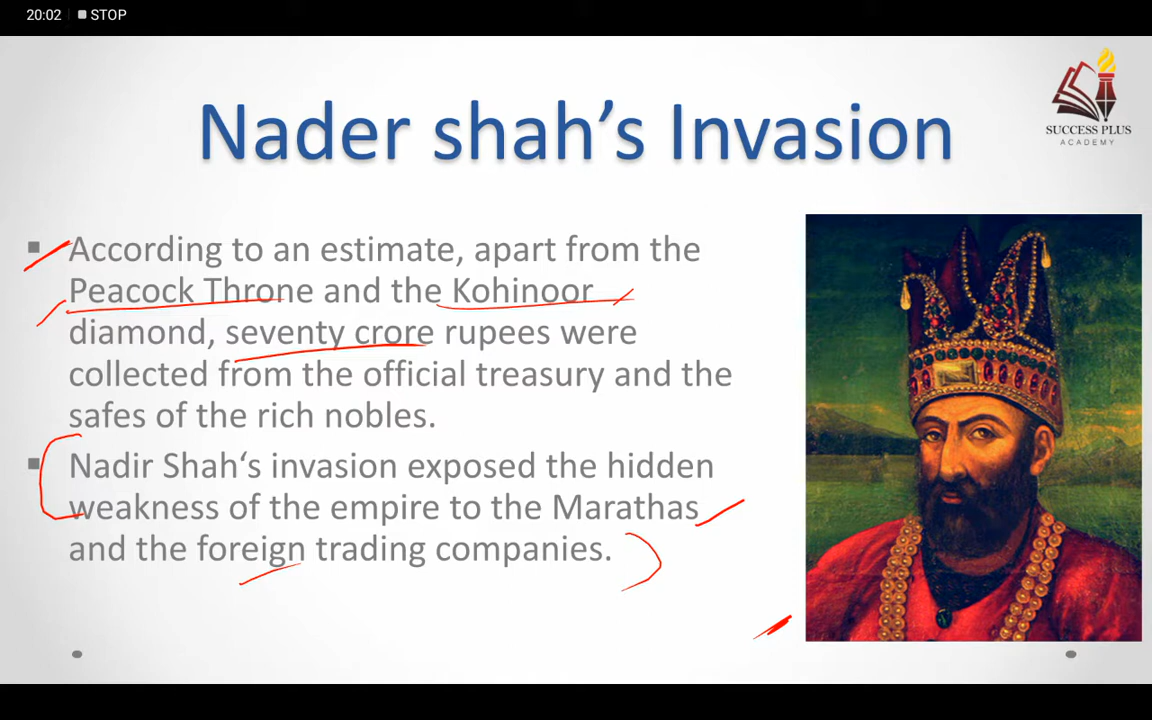 20:02 STOP
Nader shah’s Invasion
SUCCESS PLUS
ACADEMY
According to an estimate, apart from the
Peacock Throne and the Kohinoor
diamond, seventy crore rupees were
collected from the official treasury and the
safes of the rich nobles.
Nadir Shah‘s invasion exposed the hidden
weakness of the empire to the Marathas
and the foreign trading companies.